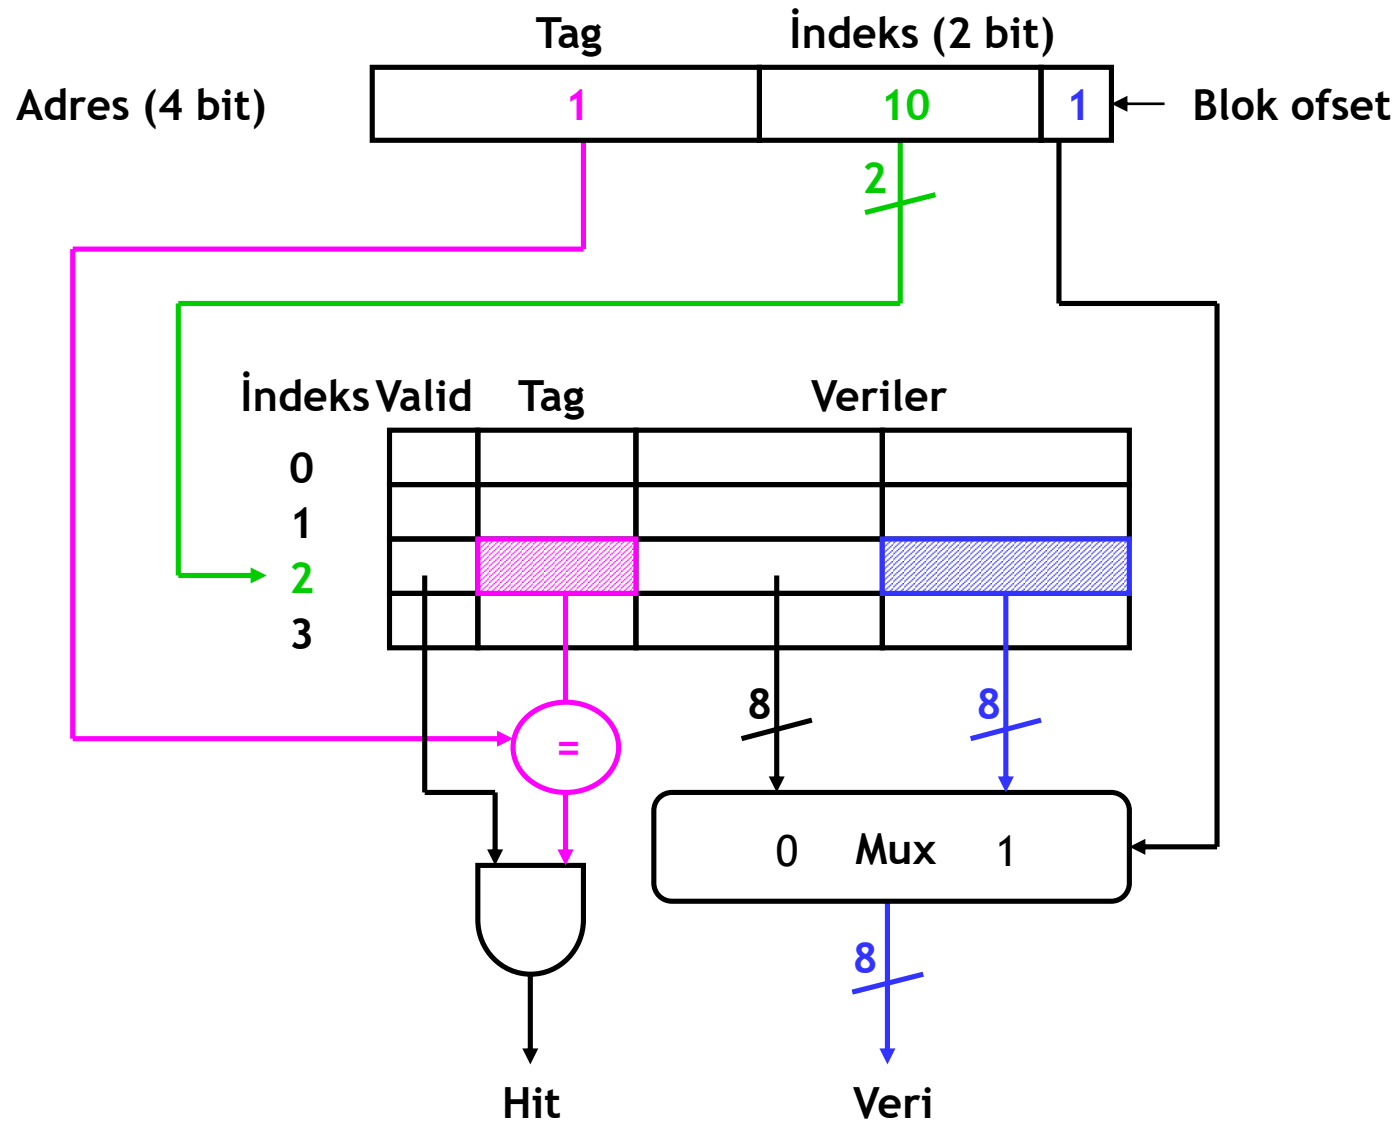 Tag İndeks (2 bit)
Adres (4 bit) 1 10 1 Blok ofset
2
İndeks Valid Tag Veriler
0
1
2
3
8 8
=
0 Mux 1
8
Hit Veri